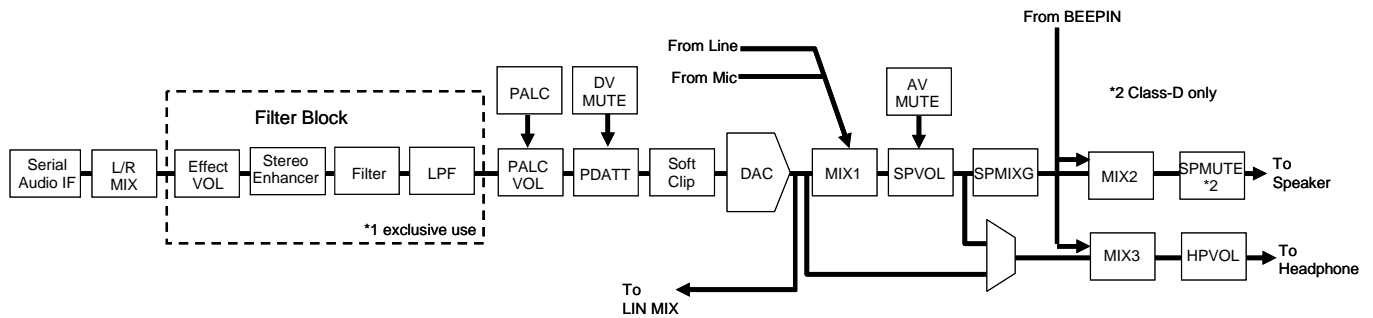 From BEEPIN
From Line
From Mic
*2 Class-D only
PALC
DV
MUTE
AV
MUTE
Filter Block
Serial
Audio IF
L/R
MIX
Effect
VOL
Stereo
Enhancer
Filter
LPF
*1 exclusive use
PALC
VOL
PDATT
Soft
Clip
DAC
MIX1
SPVOL
SPMIXG
MIX2
SPMUTE
*2
To
Speaker
MIX3
HPVOL
To
Headphone
To
LIN MIX